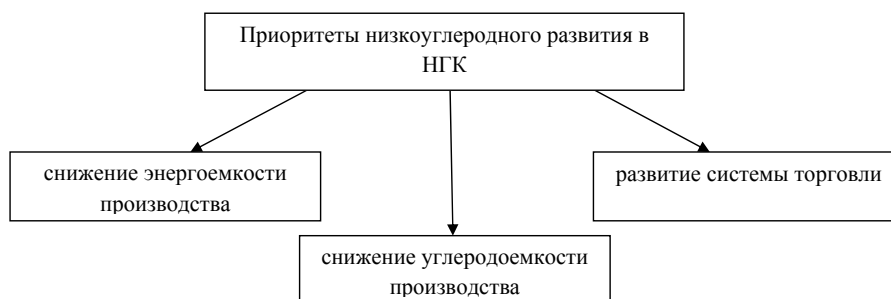 Приоритеты низкоуглеродного развития в
НГК
снижение энергоемкости
производства
развитие системы торговли
снижение углеродоемкости
производства